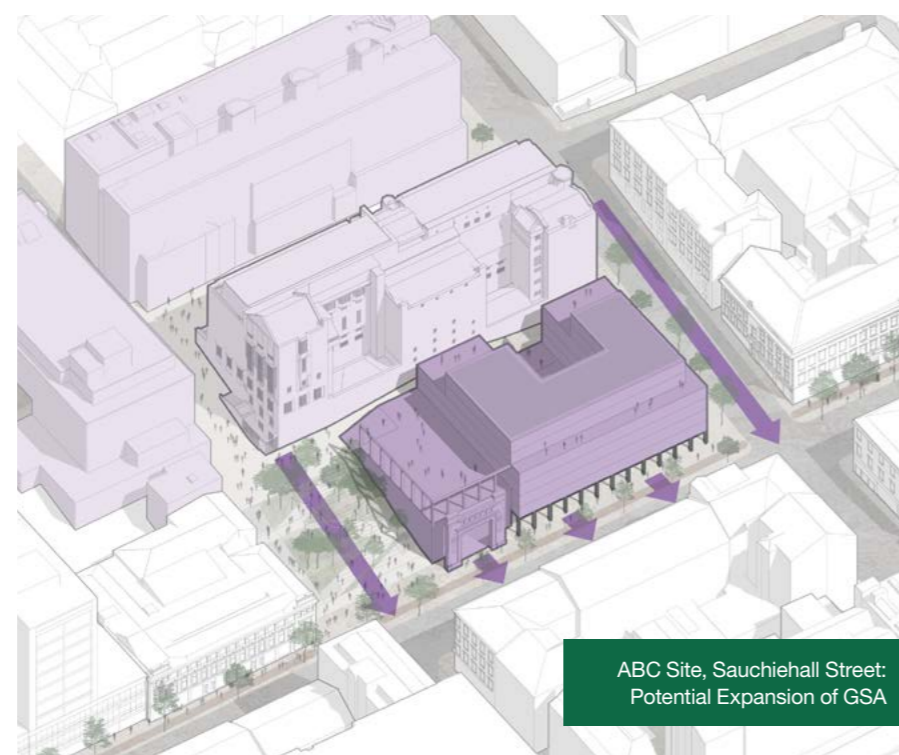 ABC Site, Sauchiehall Street:
Potential Expansion of GSA